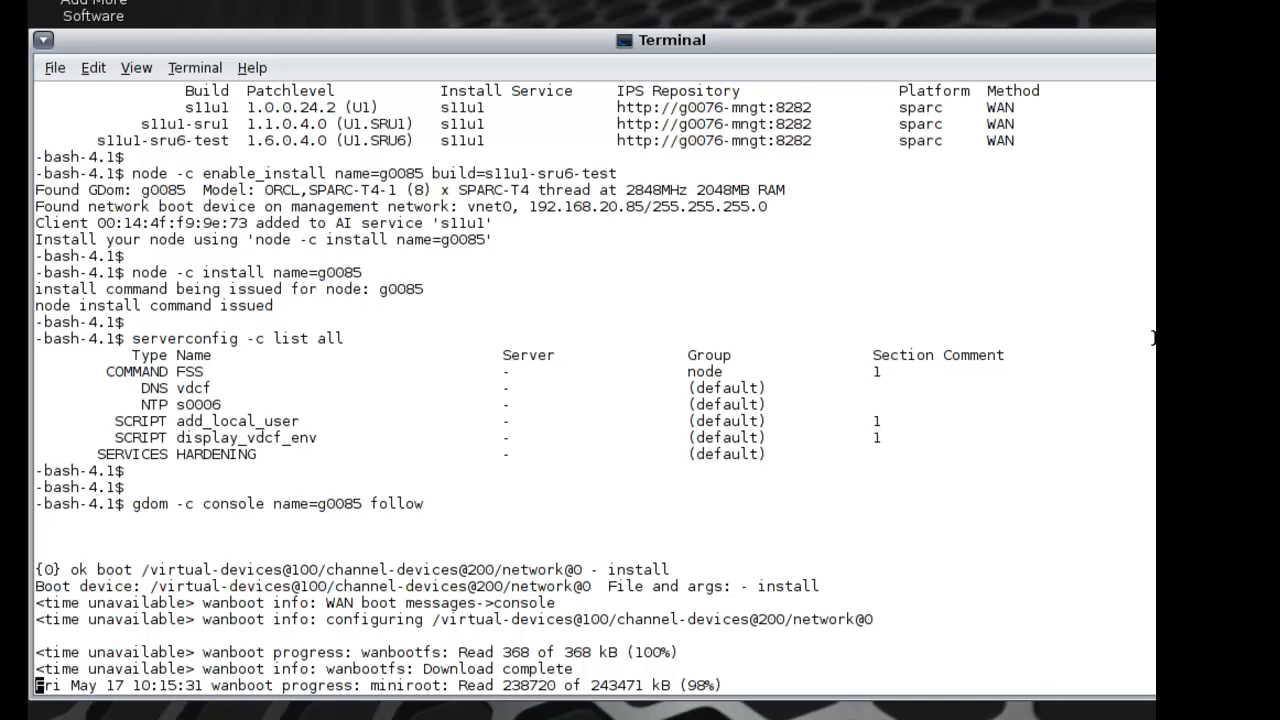 Add More
Software
Terminal
File Edit View Terminal Help
Build Patchlevel Install Service IPS Repository Platform Method
s11u1 1.0.0.24.2 (U1) s11u1 http://g0076-mngt:8282 sparc WAN
s11u1-sru1 1.1.0.4.0 (U1.SRU1) s11u1 http://g0076-mngt:8282 sparc WAN
s11u1-sru6-test 1.6.0.4.0 (U1.SRU6) s11u1 http://g0076-mngt:8282 sparc WAN
-bash-4.1$
-bash-4.1$ node -c enable_install name=g0085 build=s11u1-sru6-test
Found GDom: g0085 Model: ORCL,SPARC-T4-1 (8) x SPARC-T4 thread at 2848MHz 2048MB RAM
Found network boot device on management network: vnet0, 192.168.20.85/255.255.255.0
Client 00:14:4f:f9:9e:73 added to AI service 's11u1'
Install your node using 'node -c install name=g0085'
-bash-4.1$
-bash-4.1$ node -c install name=g0085
install command being issued for node: g0085
node install command issued
-bash-4.1$
-bash-4.1$ serverconfig -c list all
Type Name Server Group Section Comment
COMMAND FSS - node 1
DNS vdcf - (default)
NTP s0006 - (default)
SCRIPT add_local_user - (default) 1
SCRIPT display_vdcf_env - (default) 1
SERVICES HARDENING - (default)
-bash-4.1$
-bash-4.1$
-bash-4.1$ gdom -c console name=g0085 follow
{0} ok boot /virtual-devices@100/channel-devices@200/network@0 - install
Boot device: /virtual-devices@100/channel-devices@200/network@0 File and args: - install
<time unavailable> wanboot info: WAN boot messages->console
<time unavailable> wanboot info: configuring /virtual-devices@100/channel-devices@200/network@0
<time unavailable> wanboot progress: wanbootfs: Read 368 of 368 kB (100%)
<time unavailable> wanboot info: wanbootfs: Download complete
Fri May 17 10:15:31 wanboot progress: miniroot: Read 238720 of 243471 kB (98%)